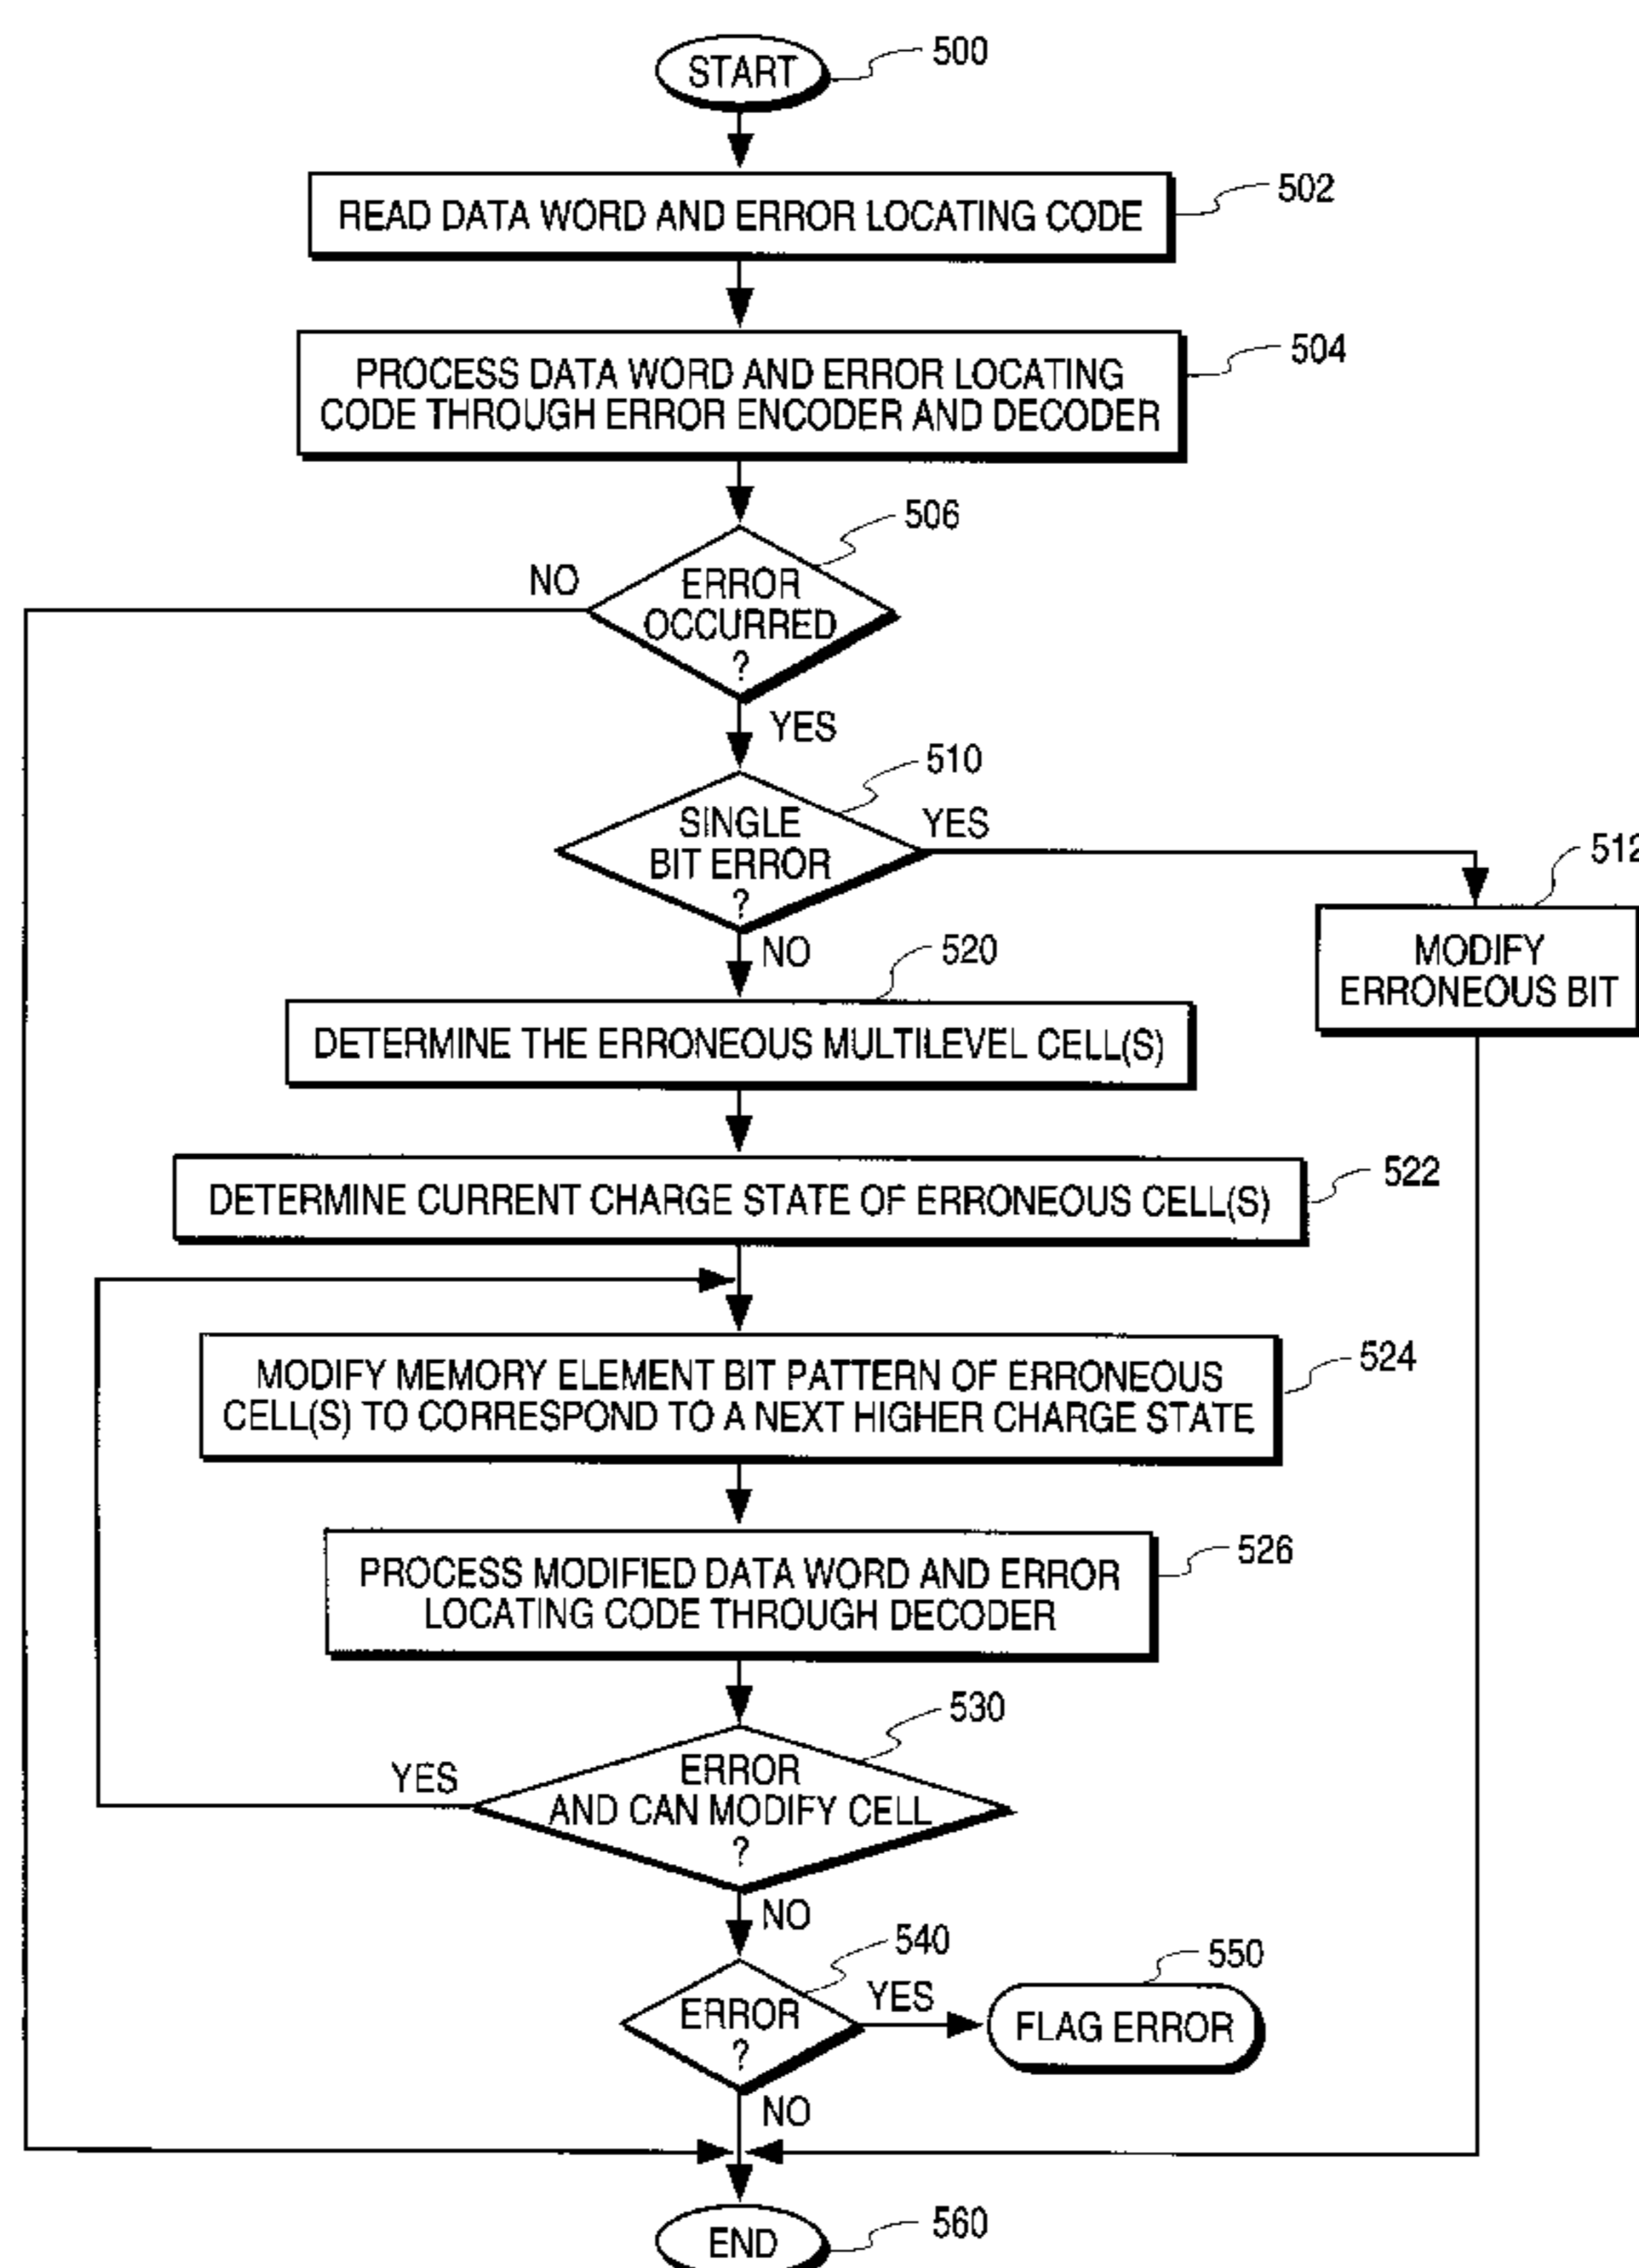 START
500
READ DATA WORD AND ERROR LOCATING CODE
502
PROCESS DATA WORD AND ERROR LOCATING
CODE THROUGH ERROR ENCODER AND DECODER
504
ERROR
OCCURRED
?
506
NO
YES
SINGLE
BIT ERROR
?
510
YES
NO
MODIFY
ERRONEOUS BIT
512
DETERMINE THE ERRONEOUS MULTILEVEL CELL(S)
520
DETERMINE CURRENT CHARGE STATE OF ERRONEOUS CELL(S)
522
MODIFY MEMORY ELEMENT BIT PATTERN OF ERRONEOUS
CELL(S) TO CORRESPOND TO A NEXT HIGHER CHARGE STATE
524
PROCESS MODIFIED DATA WORD AND ERROR
LOCATING CODE THROUGH DECODER
526
ERROR
AND CAN MODIFY CELL
?
530
YES
NO
ERROR
?
540
YES
FLAG ERROR
550
NO
END
560